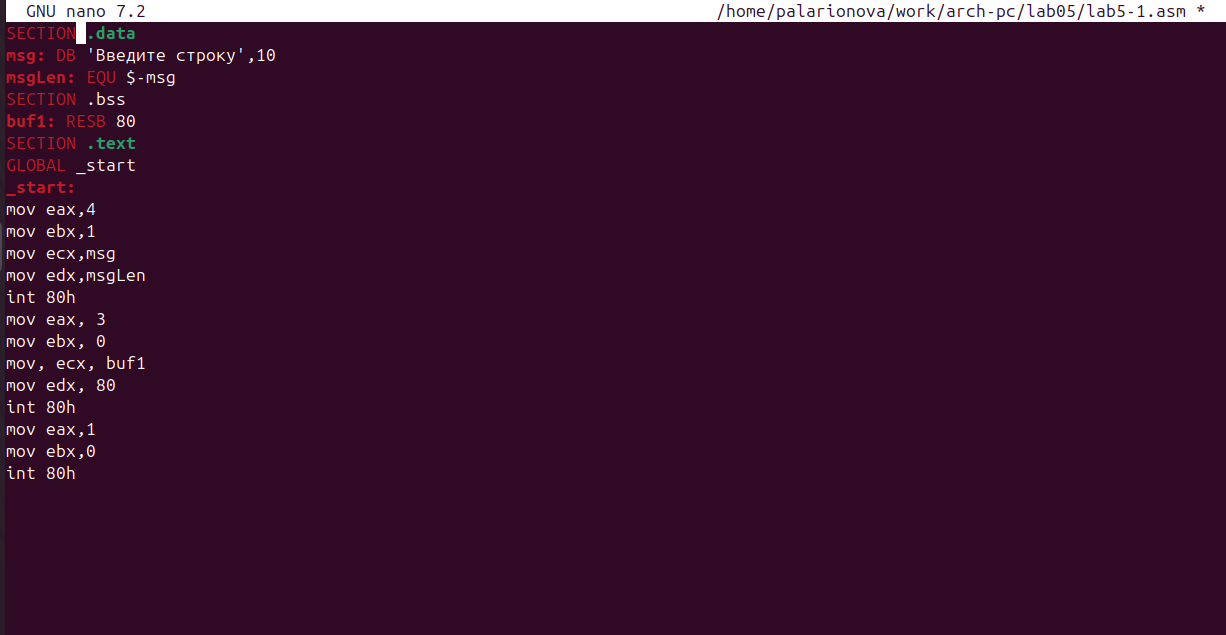 GNU nano 7.2 /home/palarionova/work/arch-pc/lab05/lab5-1.asm *
SECTION .data
msg: DB 'Введите строку',10
msgLen: EQU $-msg
SECTION .bss
buf1: RESB 80
SECTION .text
GLOBAL _start
_start:
mov eax,4
mov ebx,1
mov ecx,msg
mov edx,msgLen
int 80h
mov eax, 3
mov ebx, 0
mov, ecx, buf1
mov edx, 80
int 80h
mov eax,1
mov ebx,0
int 80h